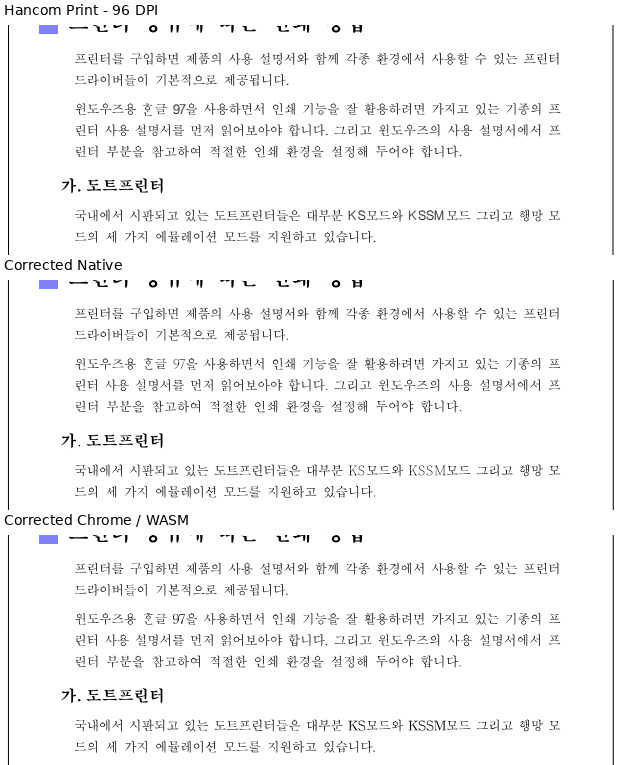 Hancom Print - 96 DPI
프린터를 구입하면 제품의 사용 설명서와 함께 각종 환경에서 사용할 수 있는 프린터
드라이버들이 기본적으로 제공됩니다.
윈도우즈용 ᄒᆞᆫ글 97을 사용하면서 인쇄 기능을 잘 활용하려면 가지고 있는 기종의 프
린터 사용 설명서를 먼저 읽어보아야 합니다. 그리고 윈도우즈의 사용 설명서에서 프
린터 부분을 참고하여 적절한 인쇄 환경을 설정해 두어야 합니다.
가. 도트프린터
국내에서 시판되고 있는 도트프린터들은 대부분 KS모드와 KSSM모드 그리고 행망 모
드의 세 가지 에뮬레이션 모드를 지원하고 있습니다.
Corrected Native
프린터를 구입하면 제품의 사용 설명서와 함께 각종 환경에서 사용할 수 있는 프린터
드라이버들이 기본적으로 제공됩니다.
윈도우즈용 ᄒᆞᆫ글 97을 사용하면서 인쇄 기능을 잘 활용하려면 가지고 있는 기종의 프
린터 사용 설명서를 먼저 읽어보아야 합니다. 그리고 윈도우즈의 사용 설명서에서 프
린터 부분을 참고하여 적절한 인쇄 환경을 설정해 두어야 합니다.
가. 도트프린터
국내에서 시판되고 있는 도트프린터들은 대부분 KS모드와 KSSM모드 그리고 행망 모
드의 세 가지 에뮬레이션 모드를 지원하고 있습니다.
Corrected Chrome / WASM
프린터를 구입하면 제품의 사용 설명서와 함께 각종 환경에서 사용할 수 있는 프린터
드라이버들이 기본적으로 제공됩니다.
윈도우즈용 ᄒᆞᆫ글 97을 사용하면서 인쇄 기능을 잘 활용하려면 가지고 있는 기종의 프
린터 사용 설명서를 먼저 읽어보아야 합니다. 그리고 윈도우즈의 사용 설명서에서 프
린터 부분을 참고하여 적절한 인쇄 환경을 설정해 두어야 합니다.
가. 도트프린터
국내에서 시판되고 있는 도트프린터들은 대부분 KS모드와 KSSM모드 그리고 행망 모
드의 세 가지 에뮬레이션 모드를 지원하고 있습니다.